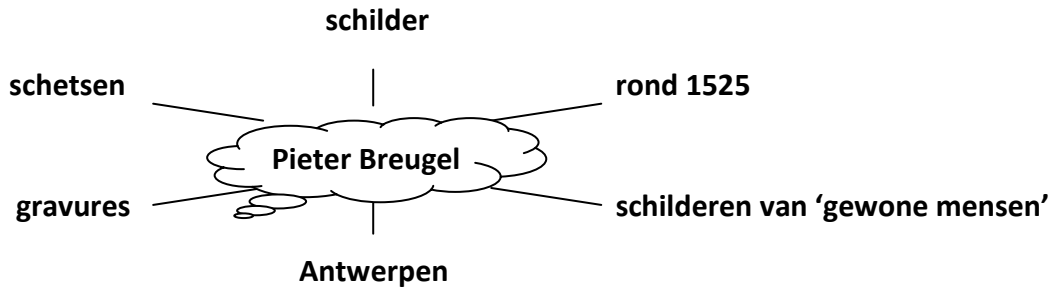 schilder
schetsen
rond 1525
Pieter Breugel
gravures
schilderen van ‘gewone mensen’
Antwerpen